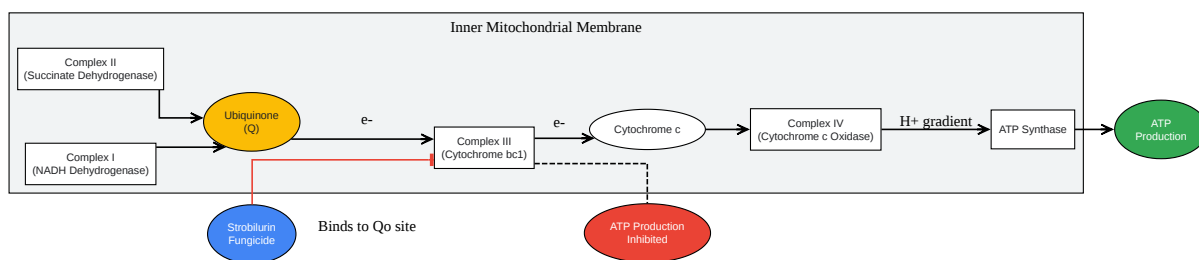 Inner Mitochondrial Membrane
Complex II
(Succinate Dehydrogenase)
Complex I
(NADH Dehydrogenase)
Ubiquinone
(Q)
e-
Complex III
(Cytochrome bc1)
e-
Cytochrome c
Complex IV
(Cytochrome c Oxidase)
H+ gradient
ATP Synthase
ATP
Production
Strobilurin
Fungicide
Binds to Qo site
ATP Production
Inhibited